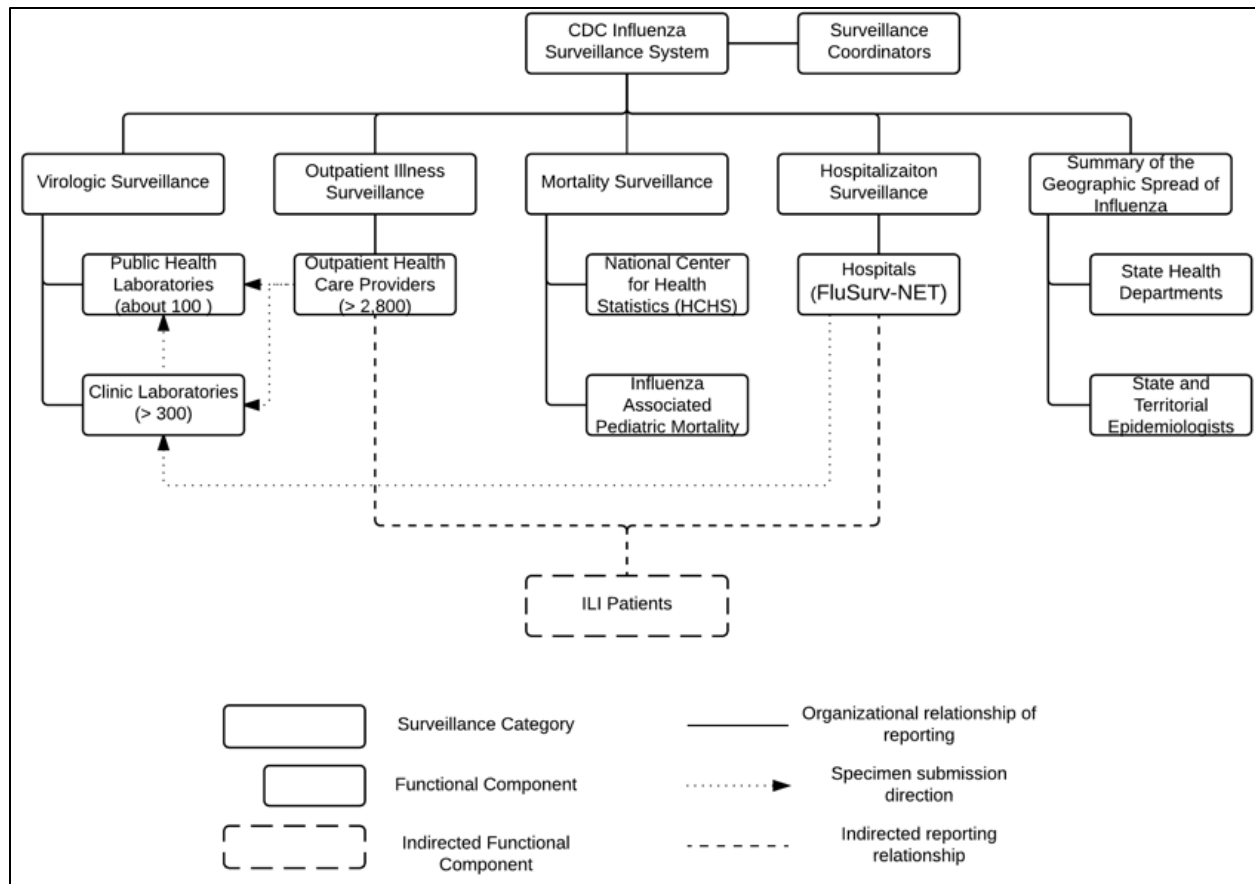 CDC Influenza
Surveillance System
Surveillance
Coordinators
Virologic Surveillance
Outpatient Illness
Surveillance
Mortality Surveillance
Hospitalizaiton
Surveillance
Summary of the
Geographic Spread of
Influenza
Public Health
Laboratories
(about 100 )
Outpatient Health
Care Providers
(> 2,800)
National Center
for Health
Statistics (HCHS)
Hospitals
(FluSurv-NET)
State Health
Departments
Clinic Laboratories
(> 300)
Influenza
Associated
Pediatric Mortality
State and
Territorial
Epidemiologists
ILI Patients
Surveillance Category
Organizational relationship of
reporting
Functional Component
Specimen submission
direction
Indirected Functional
Component
Indirected reporting
relationship